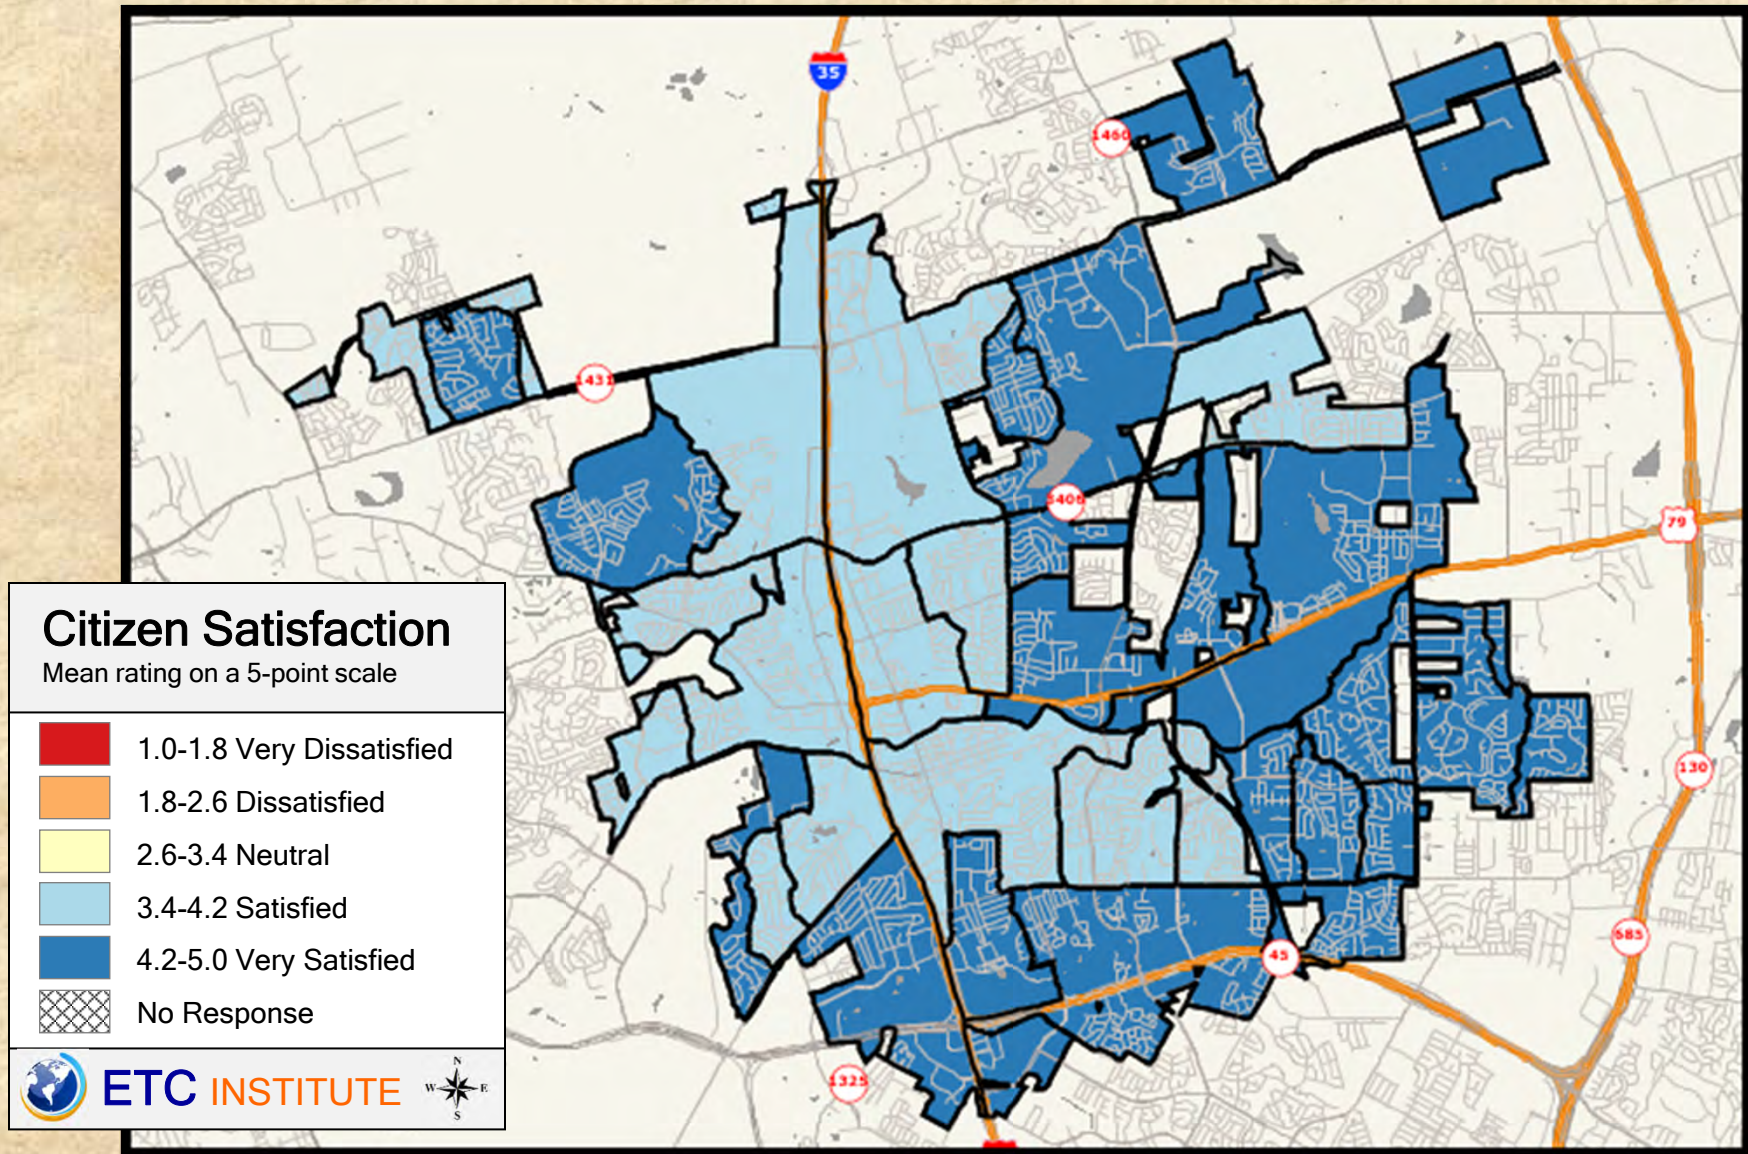 35
1460
1431
3406
79
Citizen Satisfaction
Mean rating on a 5-point scale
1.0-1.8 Very Dissatisfied
1.8-2.6 Dissatisfied
2.6-3.4 Neutral
3.4-4.2 Satisfied
4.2-5.0 Very Satisfied
No Response
130
685
45
1325
ETC INSTITUTE
N
W E
S